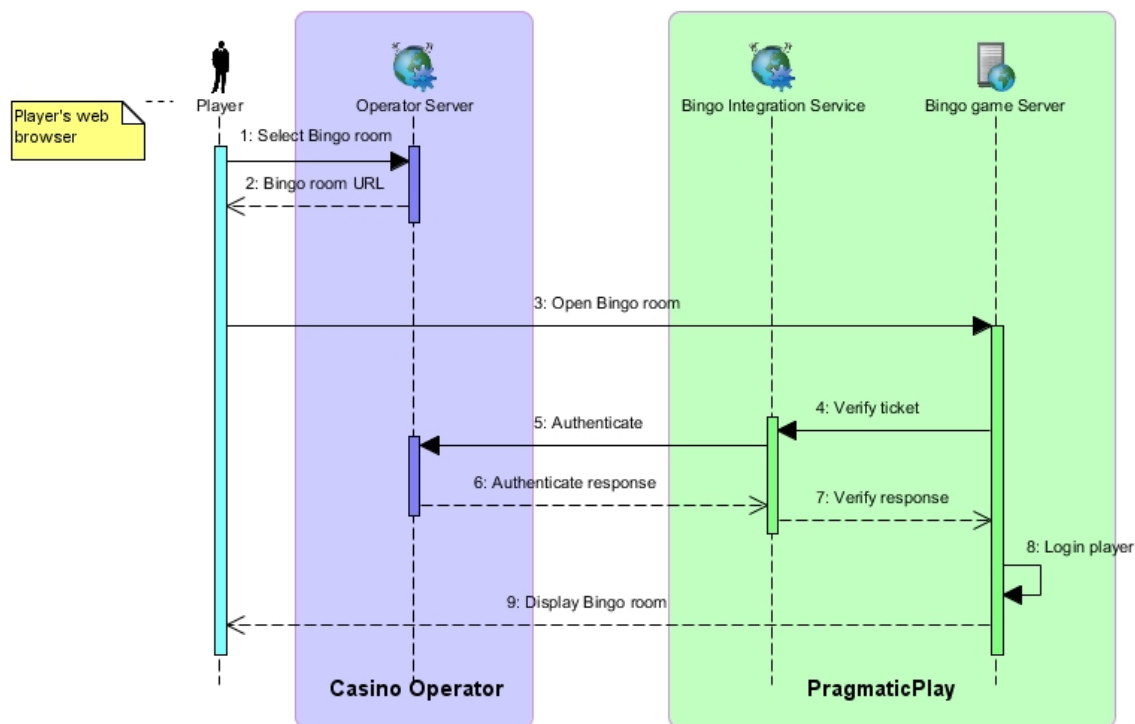 Player
Operator Server
Bingo Integration Service
Bingo game Server
Player's web
browser
1: Select Bingo room
2: Bingo room URL
3: Open Bingo room
4: Verify ticket
5: Authenticate
6: Authenticate response
7: Verify response
8: Login player
9: Display Bingo room
Casino Operator
PragmaticPlay